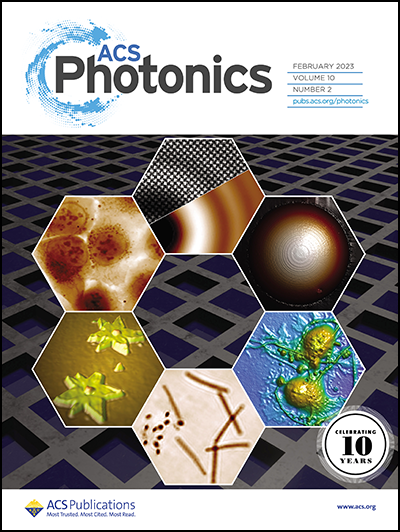 ACS
Photonics
FEBRUARY 2023
VOLUME 10
NUMBER 2
pubs.acs.org/photonics
CELEBRATING
10
YEARS
ACS Publications
Most Trusted. Most Cited. Most Read.
www.acs.org